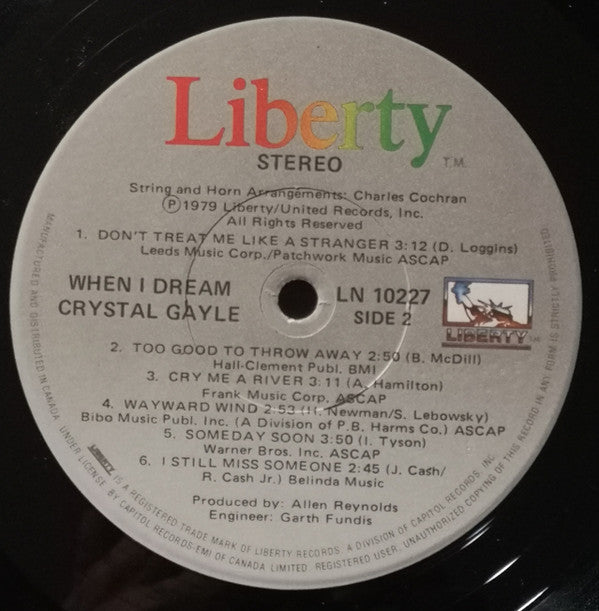 Liberty
STEREO
T.M.
String and Horn Arrangements: Charles Cochran
Ⓟ 1979 Liberty/United Records, Inc.
All Rights Reserved
1. DON'T TREAT ME LIKE A STRANGER 3:12 (D. Loggins)
Leeds Music Corp./Patchwork Music ASCAP
WHEN I DREAM
CRYSTAL GAYLE
LN 10227
SIDE 2
LIBERTY
2. TOO GOOD TO THROW AWAY 2:50 (B. McDill)
Hall-Clement Publ. BMI
3. CRY ME A RIVER 3:11 (A. Hamilton)
Frank Music Corp. ASCAP
4. WAYWARD WIND 2:53 (H. Newman/S. Lebowsky)
Bibo Music Publ. Inc. (A Division of P.B. Harms Co.) ASCAP
5. SOMEDAY SOON 3:50 (I. Tyson)
Warner Bros. Inc. ASCAP
6. I STILL MISS SOMEONE 2:45 (J. Cash/
R. Cash Jr.) Belinda Music
Produced by: Allen Reynolds
Engineer: Garth Fundis
MANUFACTURED AND DISTRIBUTED IN CANADA UNDER LICENSE BY CAPITOL RECORDS-EMI OF CANADA LIMITED. REGISTERED USER. UNAUTHORIZED COPYING OF THIS RECORD IN ANY FORM IS STRICTLY PROHIBITED.
LIBERTY IS A REGISTERED TRADE MARK OF LIBERTY RECORDS, A DIVISION OF CAPITOL RECORDS, INC.